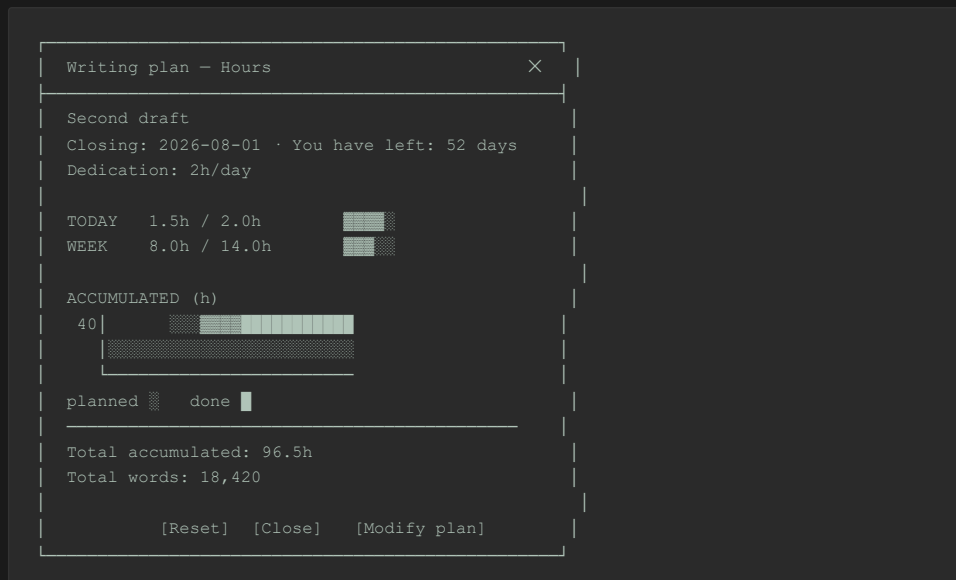 Writing plan — Hours ×
Second draft
Closing: 2026-08-01 · You have left: 52 days
Dedication: 2h/day
TODAY 1.5h / 2.0h
WEEK 8.0h / 14.0h
ACCUMULATED (h)
40
planned ░ done █
Total accumulated: 96.5h
Total words: 18,420
[Reset] [Close] [Modify plan]